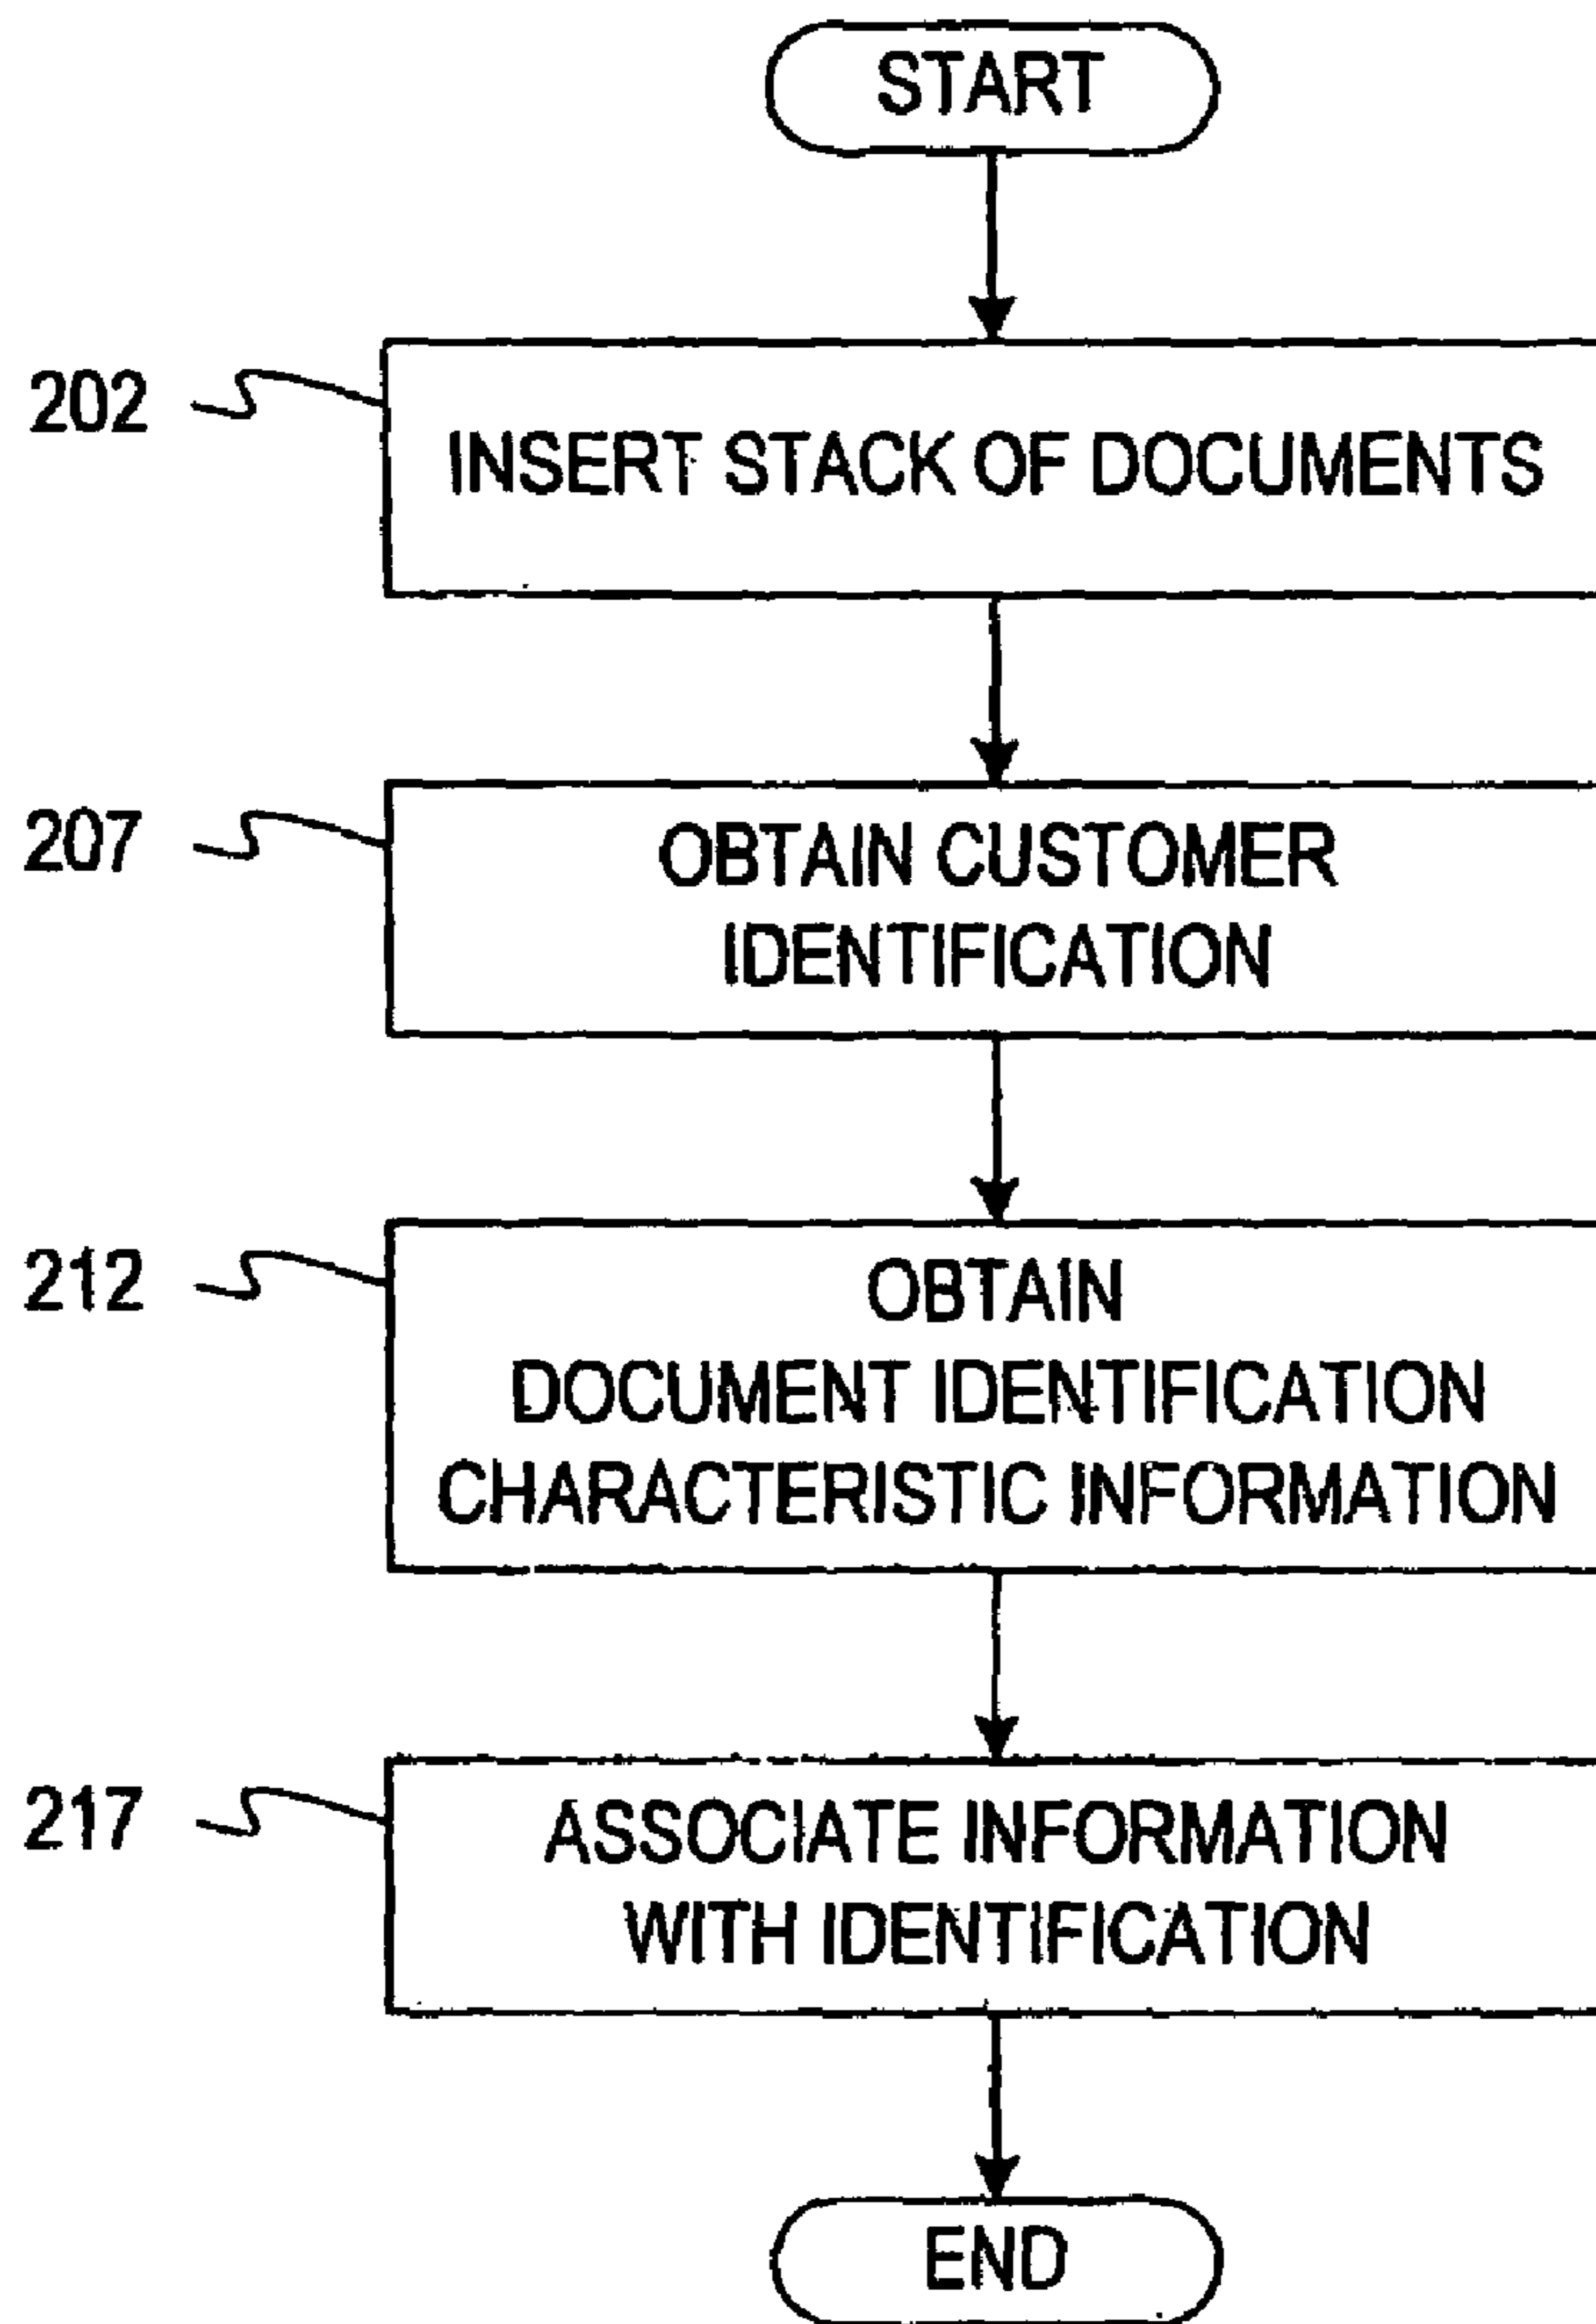 START
202
INSERT STACK OF DOCUMENTS
207
OBTAIN CUSTOMER
IDENTIFICATION
212
OBTAIN
DOCUMENT IDENTIFICATION
CHARACTERISTIC INFORMATION
217
ASSOCIATE INFORMATION
WITH IDENTIFICATION
END